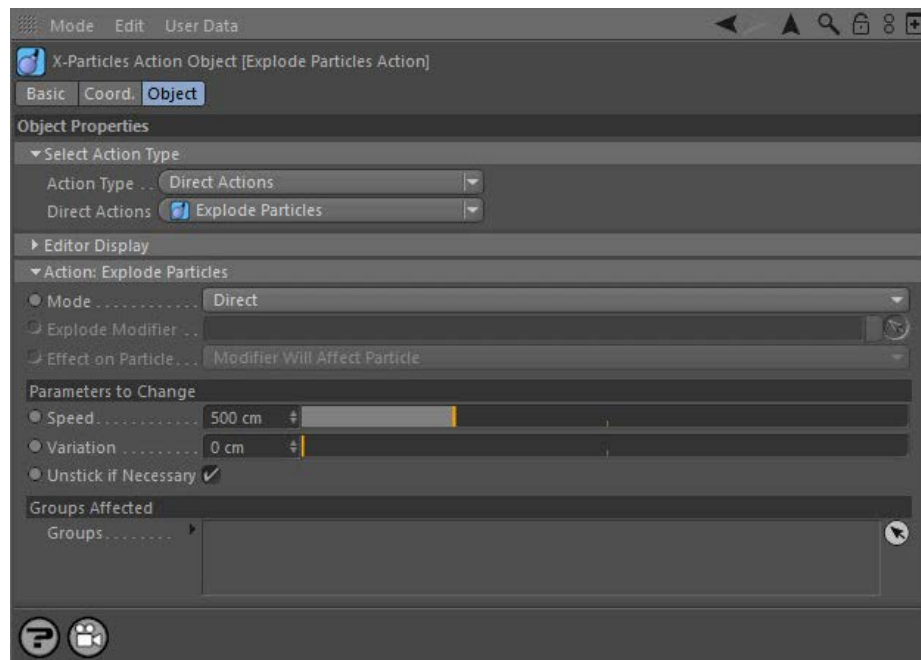 Mode Edit User Data
X-Particles Action Object [Explode Particles Action]
Basic Coord. Object
Object Properties
Select Action Type
Action Type . . Direct Actions
Direct Actions Explode Particles
Editor Display
Action: Explode Particles
Mode . . . . . . . . . . . . Direct
Explode Modifier . .
Effect on Particle . . . Modifier Will Affect Particle
Parameters to Change
Speed . . . . . . . . . . . . 500 cm
Variation . . . . . . . . . 0 cm
Unstick if Necessary
Groups Affected
Groups . . . . . . . .